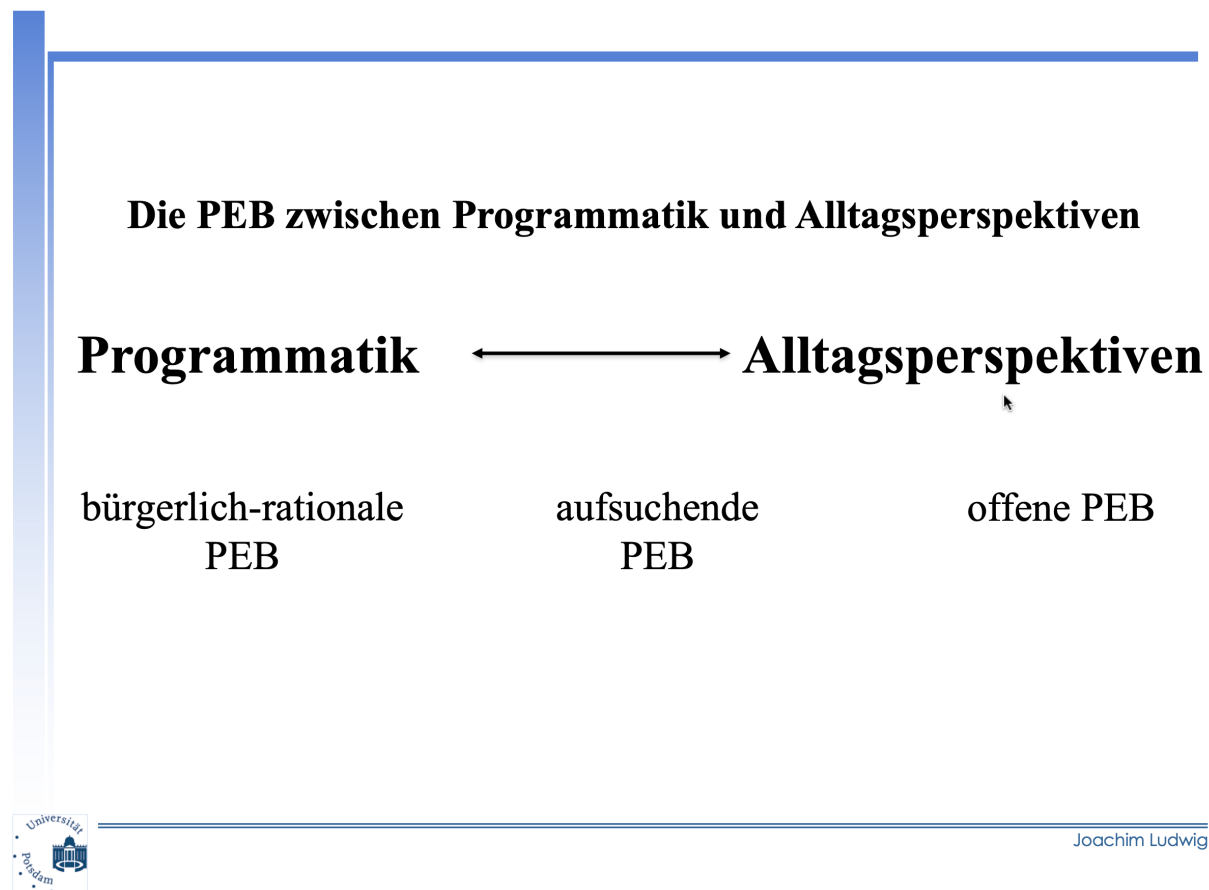 Die PEB zwischen Programmatik und Alltagsperspektiven
Programmatik Alltagsperspektiven
bürgerlich-rationale aufsuchende offene PEB
PEB PEB
Universität
Potsdam
Joachim Ludwig